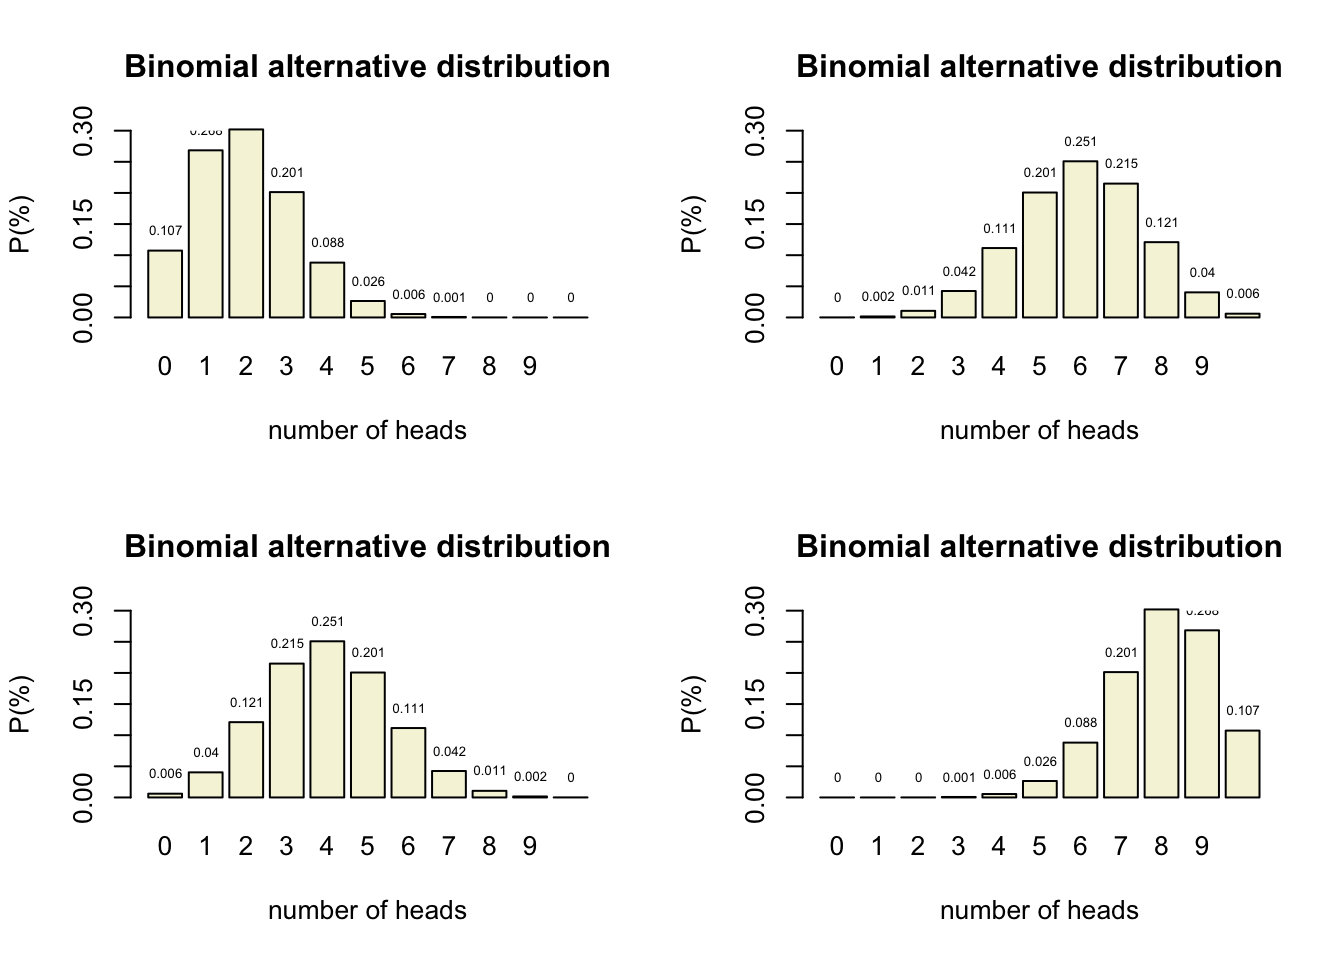 Binomial alternative distribution
P(%)
0.00 0.15 0.30
0.107 0.201 0.088 0.026 0.006 0.001 0 0 0
0 1 2 3 4 5 6 7 8 9
number of heads
Binomial alternative distribution
P(%)
0.00 0.15 0.30
0 0.002 0.011 0.042 0.111 0.201 0.251 0.215 0.121 0.04 0.006
0 1 2 3 4 5 6 7 8 9
number of heads
Binomial alternative distribution
P(%)
0.00 0.15 0.30
0.006 0.04 0.121 0.215 0.251 0.201 0.111 0.042 0.011 0.002 0
0 1 2 3 4 5 6 7 8 9
number of heads
Binomial alternative distribution
P(%)
0.00 0.15 0.30
0 0 0 0.001 0.006 0.026 0.088 0.201 0.107
0 1 2 3 4 5 6 7 8 9
number of heads